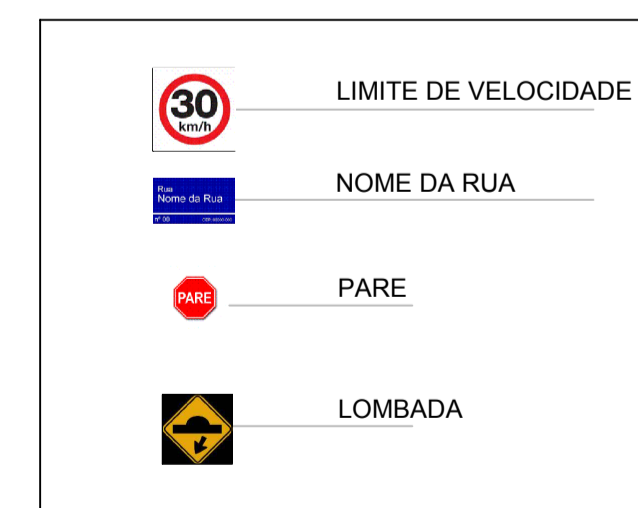 30
km/h
LIMITE DE VELOCIDADE
Rua
Nome da Rua
nº 00
NOME DA RUA
PARE
PARE
LOMBADA